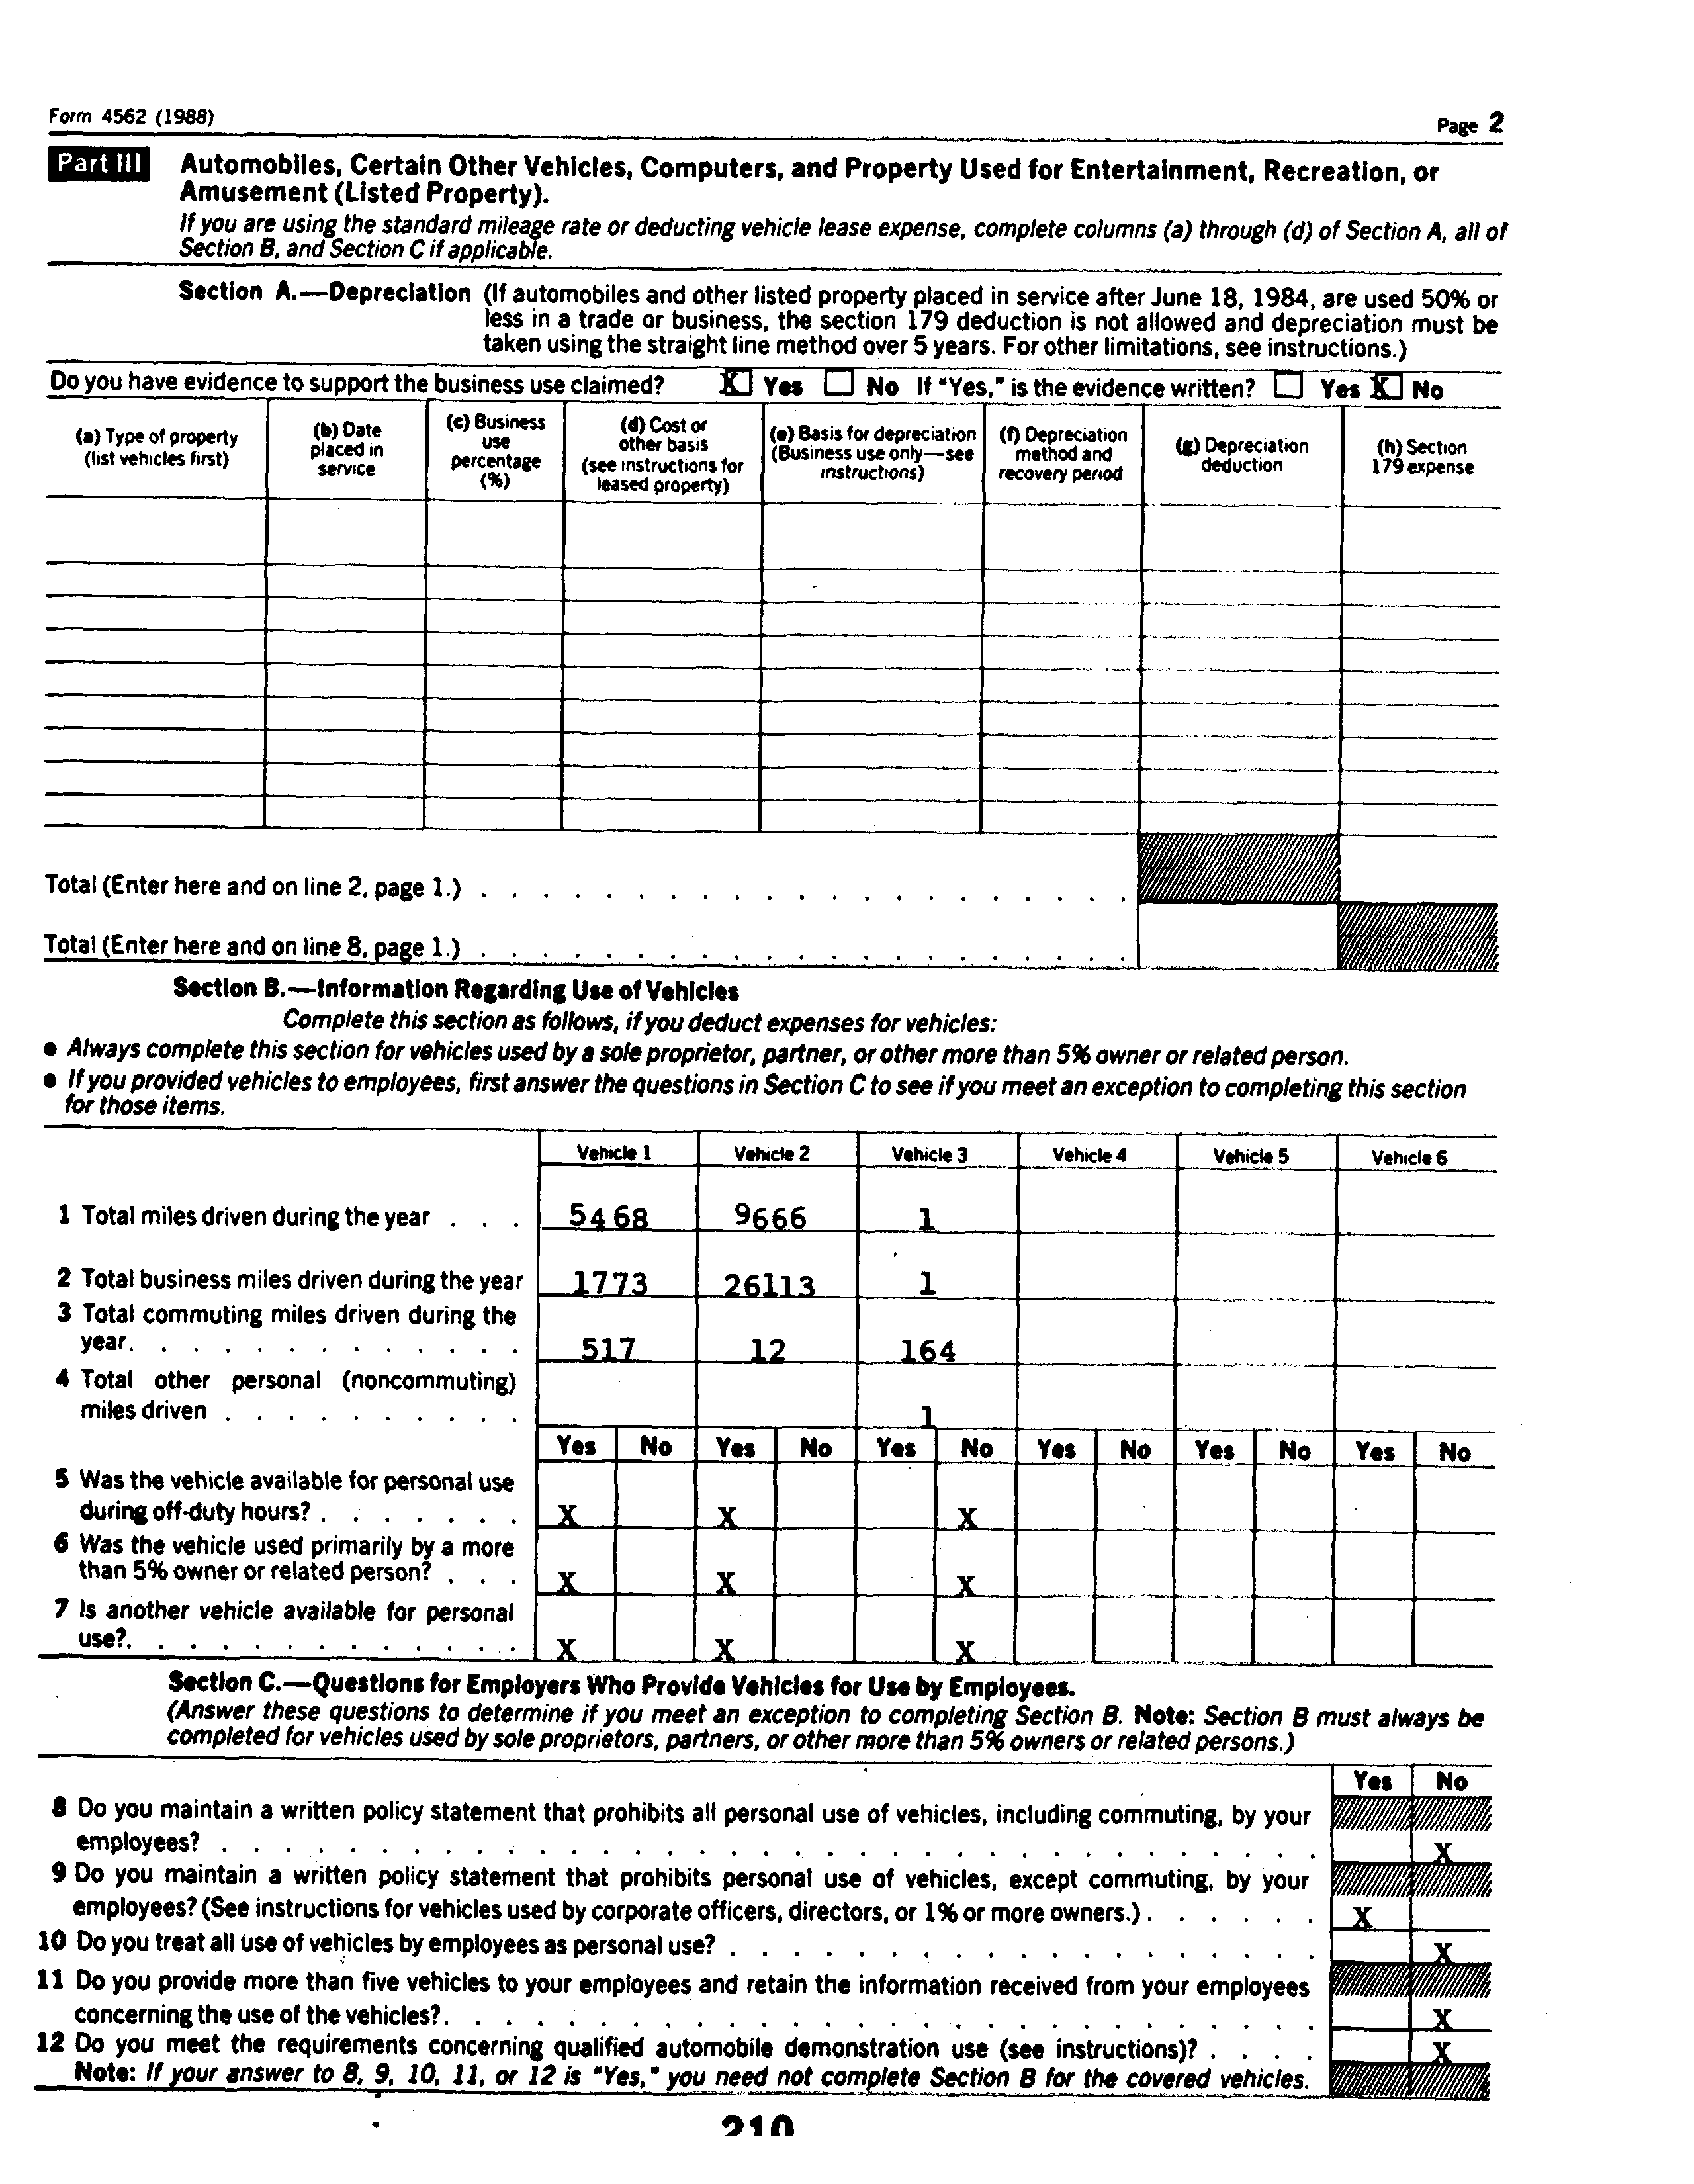 Form 4562 (1988)
Page 2
Part III Automobiles, Certain Other Vehicles, Computers, and Property Used for Entertainment, Recreation, or
Amusement (Listed Property).
If you are using the standard mileage rate or deducting vehicle lease expense, complete columns (a) through (d) of Section A, all of
Section B, and Section C if applicable.
Section A.—Depreciation (If automobiles and other listed property placed in service after June 18, 1984, are used 50% or
less in a trade or business, the section 179 deduction is not allowed and depreciation must be
taken using the straight line method over 5 years. For other limitations, see instructions.)
Do you have evidence to support the business use claimed? X Yes No If "Yes," is the evidence written? Yes X No
(a) Type of property
(list vehicles first)
(b) Date
placed in
service
(c) Business
use
percentage
(%)
(d) Cost or
other basis
(see instructions for
leased property)
(e) Basis for depreciation
(Business use only—see
instructions)
(f) Depreciation
method and
recovery period
(g) Depreciation
deduction
(h) Section
179 expense
Total (Enter here and on line 2, page 1.) . . . . . . . . . . . . . . . . . . . . .
Total (Enter here and on line 8, page 1.) . . . . . . . . . . . . . . . . . . . . .
Section B.—Information Regarding Use of Vehicles
Complete this section as follows, if you deduct expenses for vehicles:
● Always complete this section for vehicles used by a sole proprietor, partner, or other more than 5% owner or related person.
● If you provided vehicles to employees, first answer the questions in Section C to see if you meet an exception to completing this section
for those items.
Vehicle 1 Vehicle 2 Vehicle 3 Vehicle 4 Vehicle 5 Vehicle 6
1 Total miles driven during the year . . . 5468 9666 1
2 Total business miles driven during the year 1773 26113 1
3 Total commuting miles driven during the
year. . . . . . . . . . . . . 517 12 164
4 Total other personal (noncommuting)
miles driven . . . . . . . . . . 1
Yes No Yes No Yes No Yes No Yes No Yes No
5 Was the vehicle available for personal use
during off-duty hours? . . . . . . . X X X
6 Was the vehicle used primarily by a more
than 5% owner or related person? . . . X X X
7 Is another vehicle available for personal
use?. . . . . . . . . . . . . X X X
Section C.—Questions for Employers Who Provide Vehicles for Use by Employees.
(Answer these questions to determine if you meet an exception to completing Section B. Note: Section B must always be
completed for vehicles used by sole proprietors, partners, or other more than 5% owners or related persons.)
Yes No
8 Do you maintain a written policy statement that prohibits all personal use of vehicles, including commuting, by your
employees? . . . . . . . . . . . . . . . . . . . . . . . . . . . . . . . . . . . X
9 Do you maintain a written policy statement that prohibits personal use of vehicles, except commuting, by your
employees? (See instructions for vehicles used by corporate officers, directors, or 1% or more owners.) . . . . . . X
10 Do you treat all use of vehicles by employees as personal use? . . . . . . . . . . . . . . . . . . . X
11 Do you provide more than five vehicles to your employees and retain the information received from your employees
concerning the use of the vehicles?. . . . . . . . . . . . . . . . . . . . . . . . . . . . X
12 Do you meet the requirements concerning qualified automobile demonstration use (see instructions)? . . . . X
Note: If your answer to 8, 9, 10, 11, or 12 is "Yes," you need not complete Section B for the covered vehicles.
210